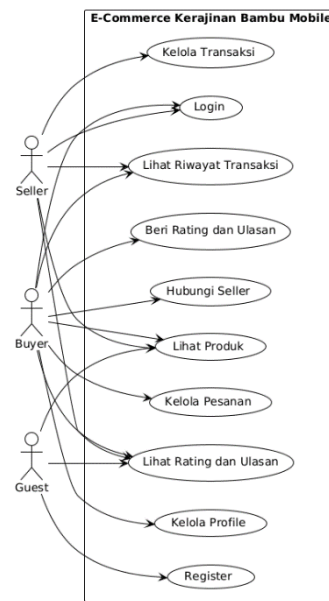 E-Commerce Kerajinan Bambu Mobile
Kelola Transaksi
Login
Seller
Lihat Riwayat Transaksi
Beri Rating dan Ulasan
Hubungi Seller
Buyer
Lihat Produk
Kelola Pesanan
Guest
Lihat Rating dan Ulasan
Kelola Profile
Register